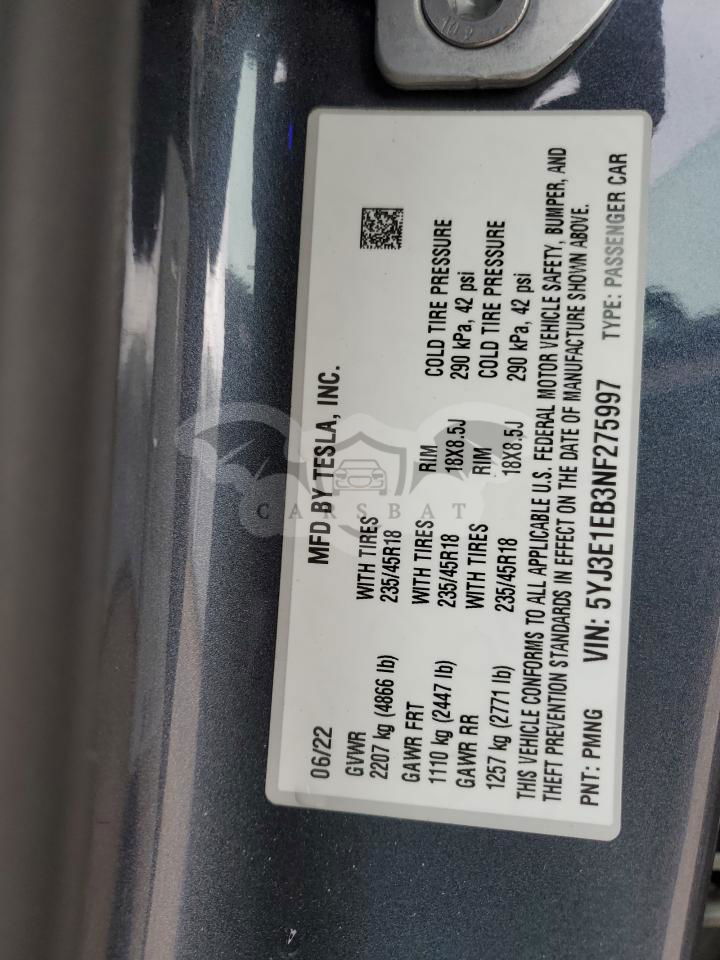 10.9
MFD BY TESLA, INC.
06/22
GVWR WITH TIRES COLD TIRE PRESSURE
2207 kg (4866 lb) 235/45R18 290 kPa, 42 psi
GAWR FRT WITH TIRES RIM COLD TIRE PRESSURE
1110 kg (2447 lb) 235/45R18 18X8.5J 290 kPa, 42 psi
GAWR RR WITH TIRES RIM
1257 kg (2771 lb) 235/45R18 18X8.5J
THIS VEHICLE CONFORMS TO ALL APPLICABLE U.S. FEDERAL MOTOR VEHICLE SAFETY, BUMPER, AND
THEFT PREVENTION STANDARDS IN EFFECT ON THE DATE OF MANUFACTURE SHOWN ABOVE.
PNT: PMNG VIN: 5YJ3E1EB3NF275997 TYPE: PASSENGER CAR
CARSBAT